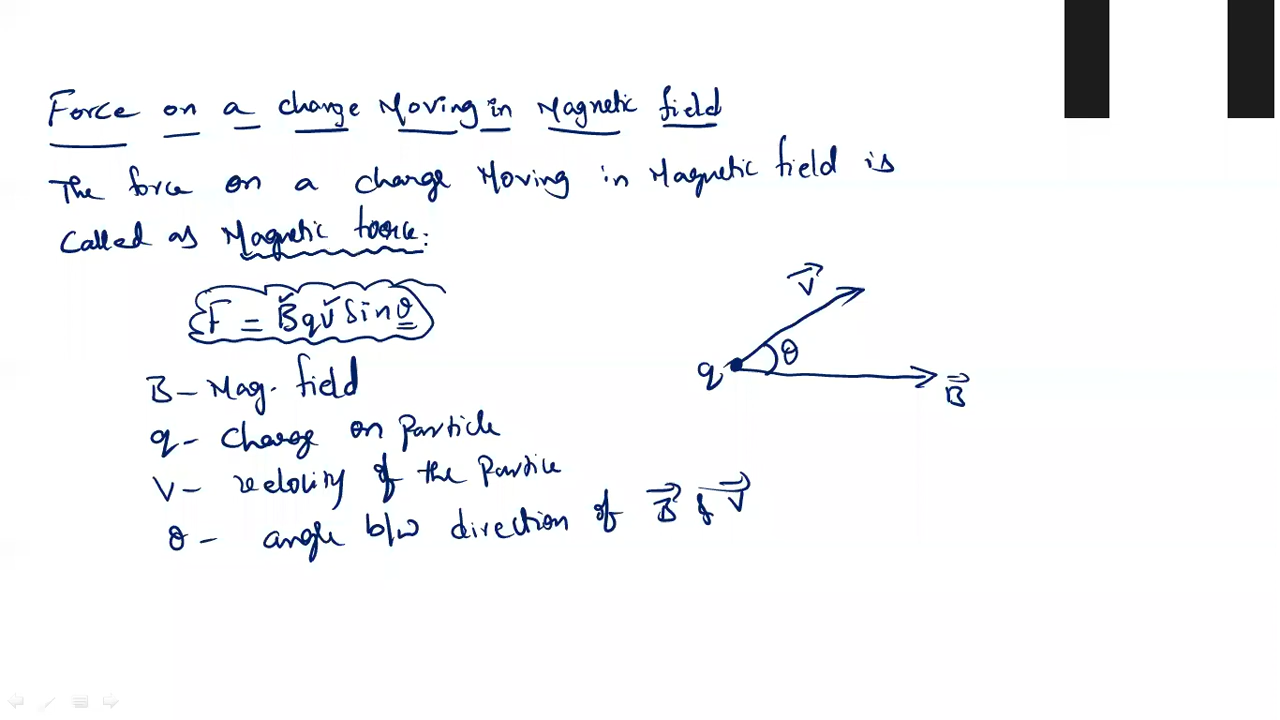 Force on a charge Moving in Magnetic field
The force on a charge Moving in Magnetic field is
Called as Magnetic force:
F = BqV Sinθ
B - Mag. field
q - Charge on Particle
V - velocity of the Particle
θ - angle b/w direction of B⃗ & V⃗
V⃗
θ
q
B⃗